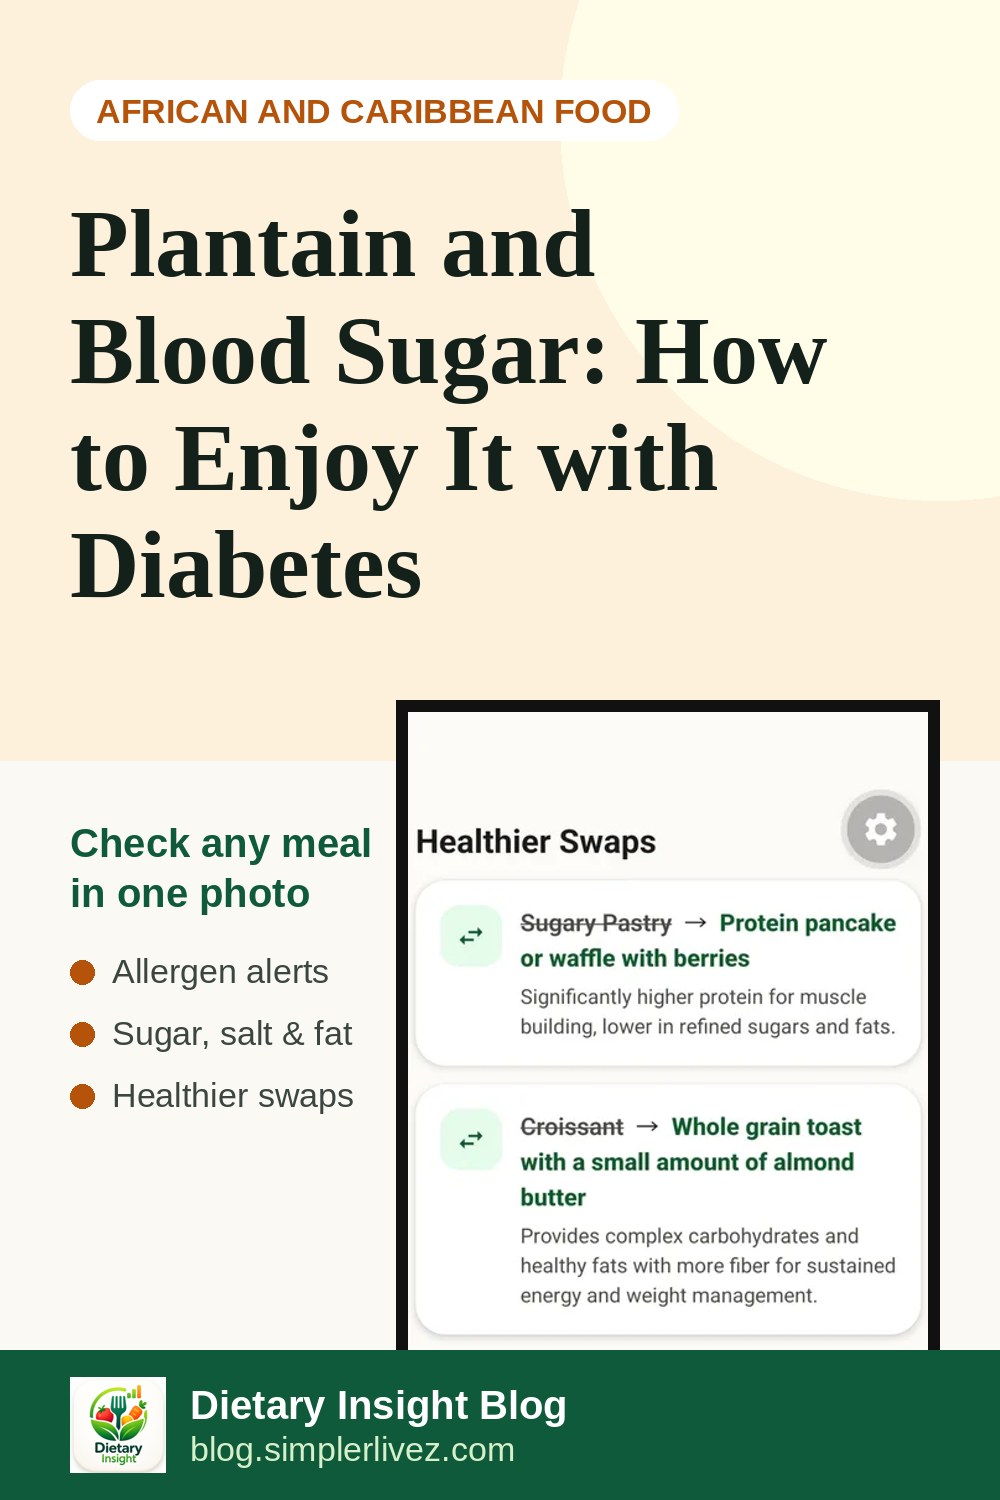 AFRICAN AND CARIBBEAN FOOD
Plantain and
Blood Sugar: How
to Enjoy It with
Diabetes
Check any meal
in one photo
Allergen alerts
Sugar, salt & fat
Healthier swaps
Healthier Swaps
Sugary Pastry → Protein pancake
or waffle with berries
Significantly higher protein for muscle
building, lower in refined sugars and fats.
Croissant → Whole grain toast
with a small amount of almond
butter
Provides complex carbohydrates and
healthy fats with more fiber for sustained
energy and weight management.
Dietary
Insight
Dietary Insight Blog
blog.simplerlivez.com